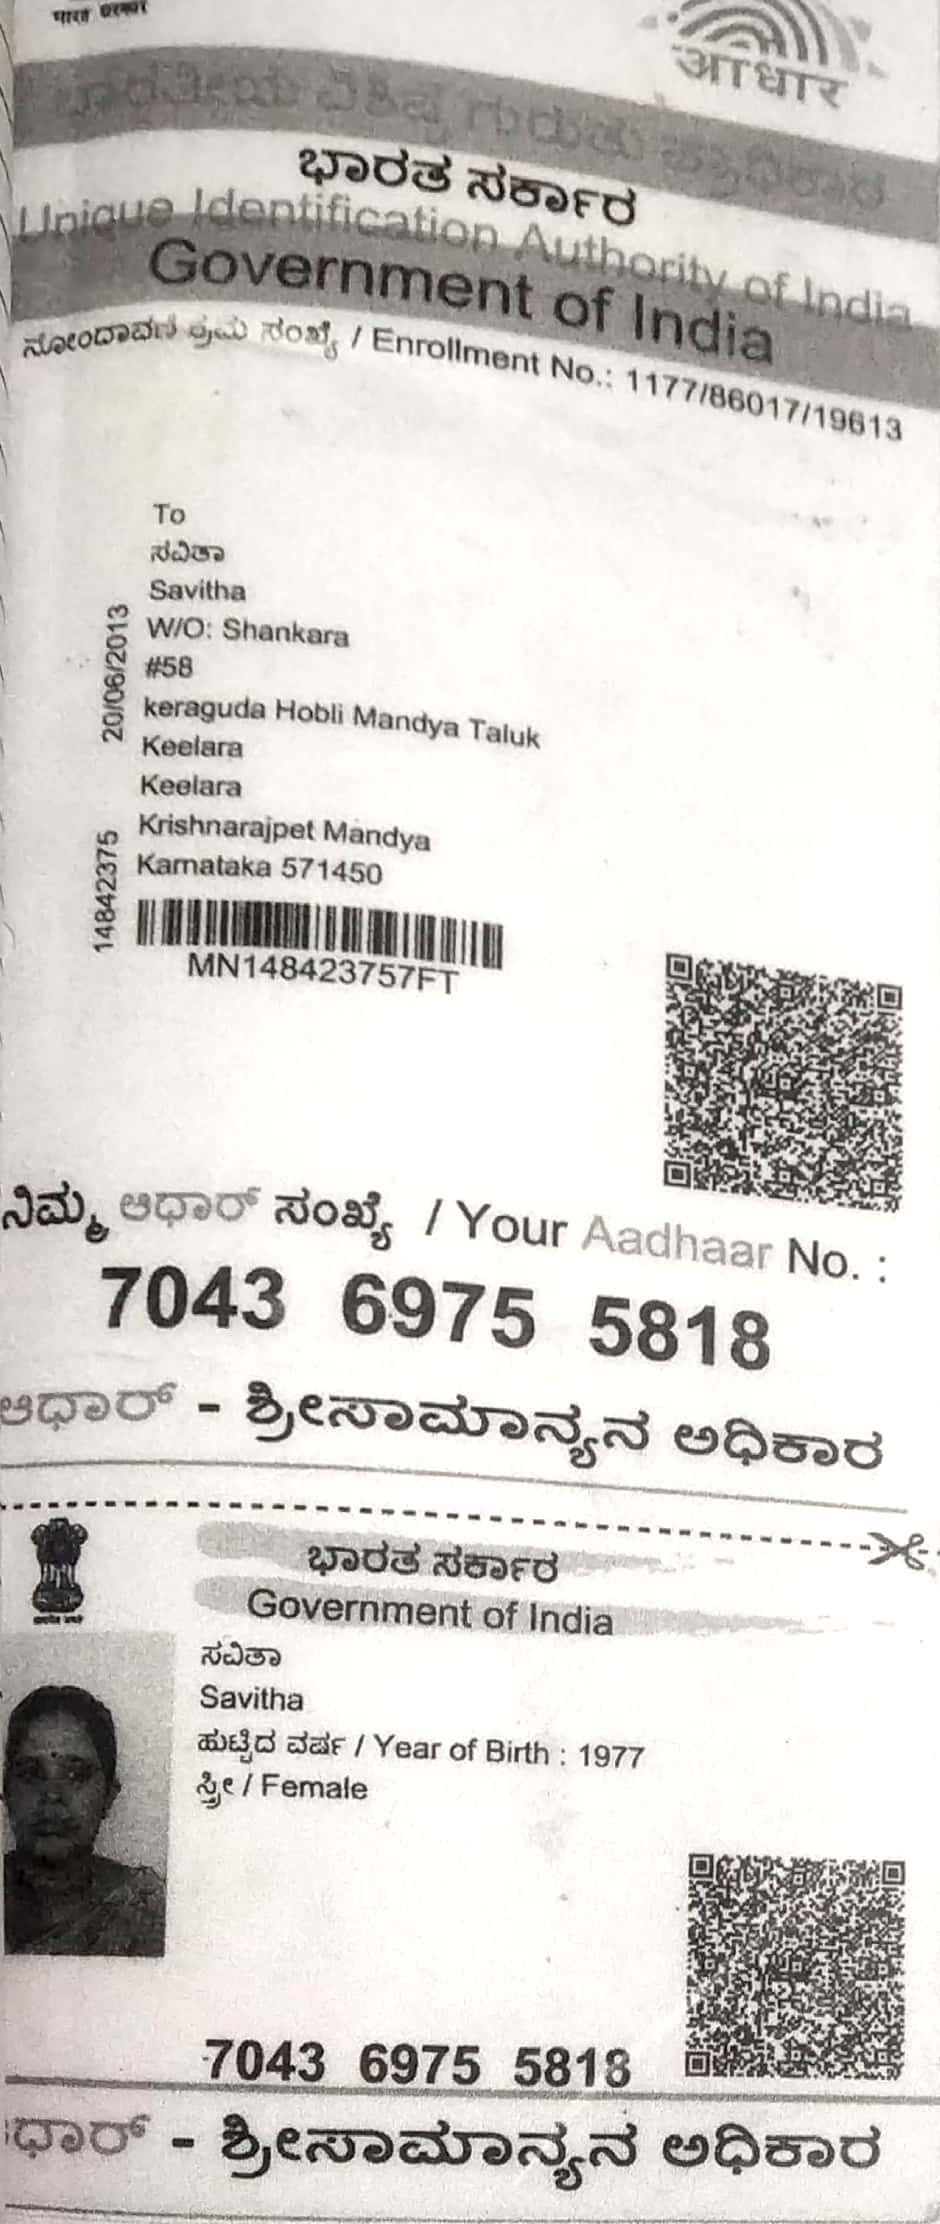 भारत सरकार
आधार
ಭಾರತೀಯ ವಿಶಿಷ್ಟ ಗುರುತು ಪ್ರಾಧಿಕಾರ
ಭಾರತ ಸರ್ಕಾರ
Unique Identification Authority of India
Government of India
ನೋಂದಾವಣೆ ಕ್ರಮ ಸಂಖ್ಯೆ / Enrollment No.: 1177/86017/19613
To
ಸವಿತಾ
Savitha
W/O: Shankara
#58
keraguda Hobli Mandya Taluk
Keelara
Keelara
Krishnarajpet Mandya
Karnataka 571450
20/06/2013
14842375
MN148423757FT
ನಿಮ್ಮ ಆಧಾರ್ ಸಂಖ್ಯೆ / Your Aadhaar No. :
7043 6975 5818
ಆಧಾರ್ - ಶ್ರೀಸಾಮಾನ್ಯನ ಅಧಿಕಾರ
ಭಾರತ ಸರ್ಕಾರ
Government of India
ಸವಿತಾ
Savitha
ಹುಟ್ಟಿದ ವರ್ಷ / Year of Birth : 1977
ಸ್ತ್ರೀ / Female
7043 6975 5818
ಧಾರ್ - ಶ್ರೀಸಾಮಾನ್ಯನ ಅಧಿಕಾರ